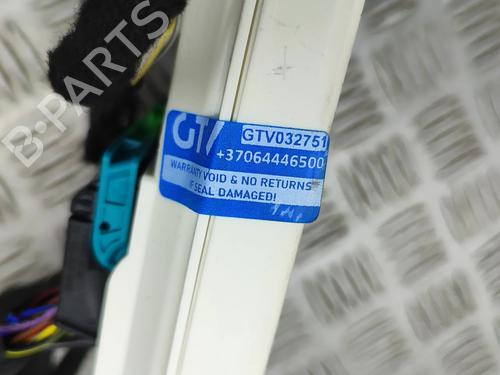 GTV
GTV032751
+37064446500
WARRANTY VOID & NO RETURNS
IF SEAL DAMAGED!
B-PARTS